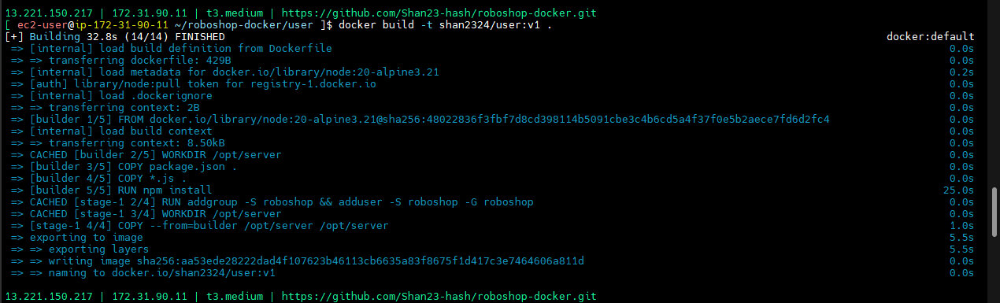 13.221.150.217 | 172.31.90.11 | t3.medium | https://github.com/Shan23-hash/roboshop-docker.git
[ ec2-user@ip-172-31-90-11 ~/roboshop-docker/user ]$ docker build -t shan2324/user:v1 .
[+] Building 32.8s (14/14) FINISHED docker:default
=> [internal] load build definition from Dockerfile 0.0s
=> => transferring dockerfile: 429B 0.0s
=> [internal] load metadata for docker.io/library/node:20-alpine3.21 0.2s
=> [auth] library/node:pull token for registry-1.docker.io 0.0s
=> [internal] load .dockerignore 0.0s
=> => transferring context: 2B 0.0s
=> [builder 1/5] FROM docker.io/library/node:20-alpine3.21@sha256:48022836f3fbf7d8cd398114b5091cbe3c4b6cd5a4f37f0e5b2aece7fd6d2fc4 0.0s
=> [internal] load build context 0.0s
=> => transferring context: 8.50kB 0.0s
=> CACHED [builder 2/5] WORKDIR /opt/server 0.0s
=> [builder 3/5] COPY package.json . 0.0s
=> [builder 4/5] COPY *.js . 0.0s
=> [builder 5/5] RUN npm install 25.0s
=> CACHED [stage-1 2/4] RUN addgroup -S roboshop && adduser -S roboshop -G roboshop 0.0s
=> CACHED [stage-1 3/4] WORKDIR /opt/server 0.0s
=> [stage-1 4/4] COPY --from=builder /opt/server /opt/server 1.0s
=> exporting to image 5.5s
=> => exporting layers 5.5s
=> => writing image sha256:aa53ede28222dad4f107623b46113cb6635a83f8675f1d417c3e7464606a811d 0.0s
=> => naming to docker.io/shan2324/user:v1 0.0s
13.221.150.217 | 172.31.90.11 | t3.medium | https://github.com/Shan23-hash/roboshop-docker.git